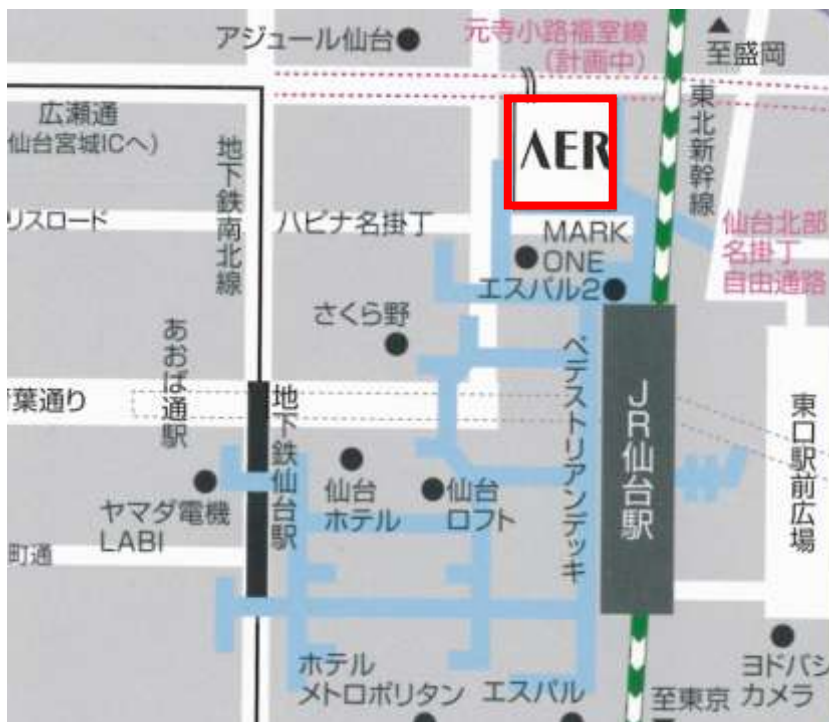 アジュール仙台
元寺小路福室線
(計画中)
至盛岡
広瀬通
仙台宮城ICへ)
地下鉄南北線
AER
東北新幹線
リスロード
ハピナ名掛丁
MARK
ONE
エスパル2
仙台北部
名掛丁
自由通路
さくら野
あおば通駅
ペデストリアンデッキ
JR仙台駅
東口駅前広場
葉通り
地下鉄仙台駅
仙台
ホテル
仙台
ロフト
ヤマダ電機
LABI
町通
ホテル
メトロポリタン
エスパル
至東京
ヨドバシ
カメラ